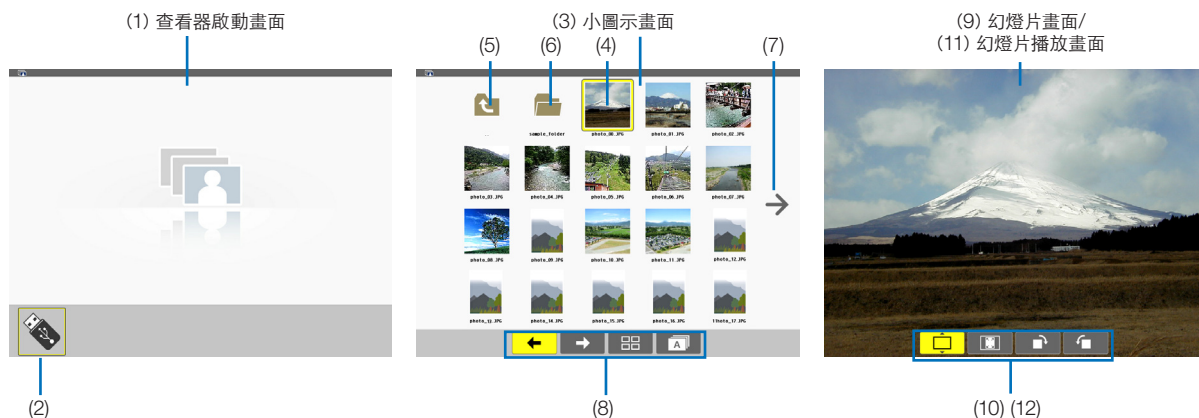 (1) 查看器啟動畫面
(3) 小圖示畫面
(9) 幻燈片畫面/
(11) 幻燈片播放畫面
(5)
(6)
(4)
(7)
sample_folder
photo_00.JPG
photo_01.JPG
photo_02.JPG
photo_03.JPG
photo_04.JPG
photo_05.JPG
photo_06.JPG
photo_07.JPG
photo_08.JPG
photo_09.JPG
photo_10.JPG
photo_11.JPG
photo_12.JPG
photo_13.JPG
photo_14.JPG
photo_15.JPG
photo_16.JPG
A
(2)
(8)
(10) (12)